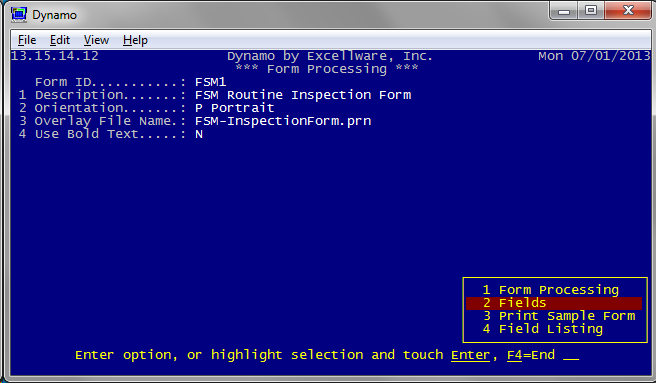 Dynamo
File Edit View Help
13.15.14.12 Dynamo by Excellware, Inc. Mon 07/01/2013
*** Form Processing ***
Form ID...........: FSM1
1 Description.......: FSM Routine Inspection Form
2 Orientation.......: P Portrait
3 Overlay File Name.: FSM-InspectionForm.prn
4 Use Bold Text.....: N
1 Form Processing
2 Fields
3 Print Sample Form
4 Field Listing
Enter option, or highlight selection and touch Enter, F4=End __